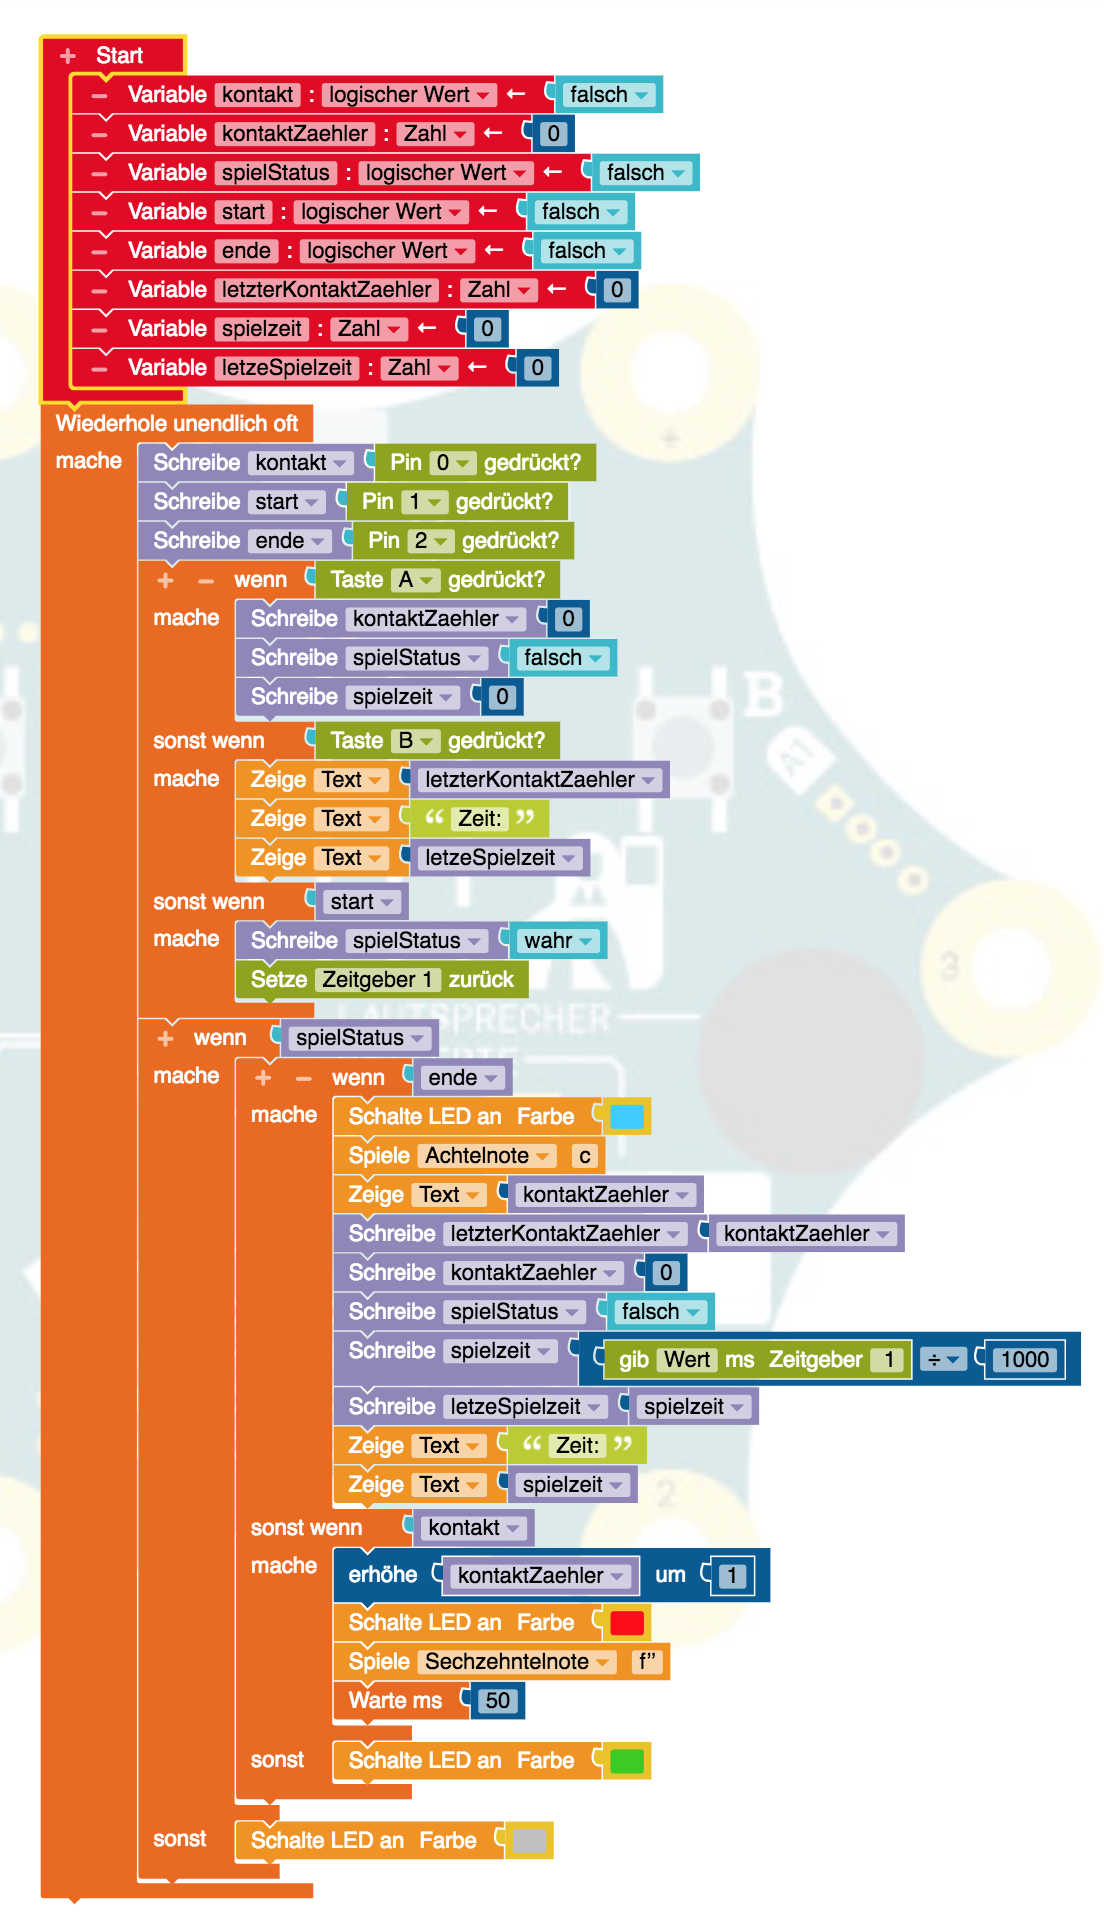 + Start
− Variable kontakt : logischer Wert ← falsch
− Variable kontaktZaehler : Zahl ← 0
− Variable spielStatus : logischer Wert ← falsch
− Variable start : logischer Wert ← falsch
− Variable ende : logischer Wert ← falsch
− Variable letzterKontaktZaehler : Zahl ← 0
− Variable spielzeit : Zahl ← 0
− Variable letzeSpielzeit : Zahl ← 0
Wiederhole unendlich oft
mache Schreibe kontakt Pin 0 gedrückt?
Schreibe start Pin 1 gedrückt?
Schreibe ende Pin 2 gedrückt?
+ − wenn Taste A gedrückt?
mache Schreibe kontaktZaehler 0
Schreibe spielStatus falsch
Schreibe spielzeit 0
B
sonst wenn Taste B gedrückt?
A1
mache Zeige Text letzterKontaktZaehler
Zeige Text “ Zeit: ”
Zeige Text letzeSpielzeit
sonst wenn start
mache Schreibe spielStatus wahr
3
Setze Zeitgeber 1 zurück
LAUTSPRECHER
+ wenn spielStatus
mache + − wenn ende
mache Schalte LED an Farbe
Spiele Achtelnote c
Zeige Text kontaktZaehler
Schreibe letzterKontaktZaehler kontaktZaehler
Schreibe kontaktZaehler 0
Schreibe spielStatus falsch
Schreibe spielzeit gib Wert ms Zeitgeber 1 ÷ 1000
Schreibe letzeSpielzeit spielzeit
Zeige Text “ Zeit: ”
Zeige Text spielzeit
2
sonst wenn kontakt
mache erhöhe kontaktZaehler um 1
Schalte LED an Farbe
Spiele Sechzehntelnote f”
Warte ms 50
sonst Schalte LED an Farbe
sonst Schalte LED an Farbe